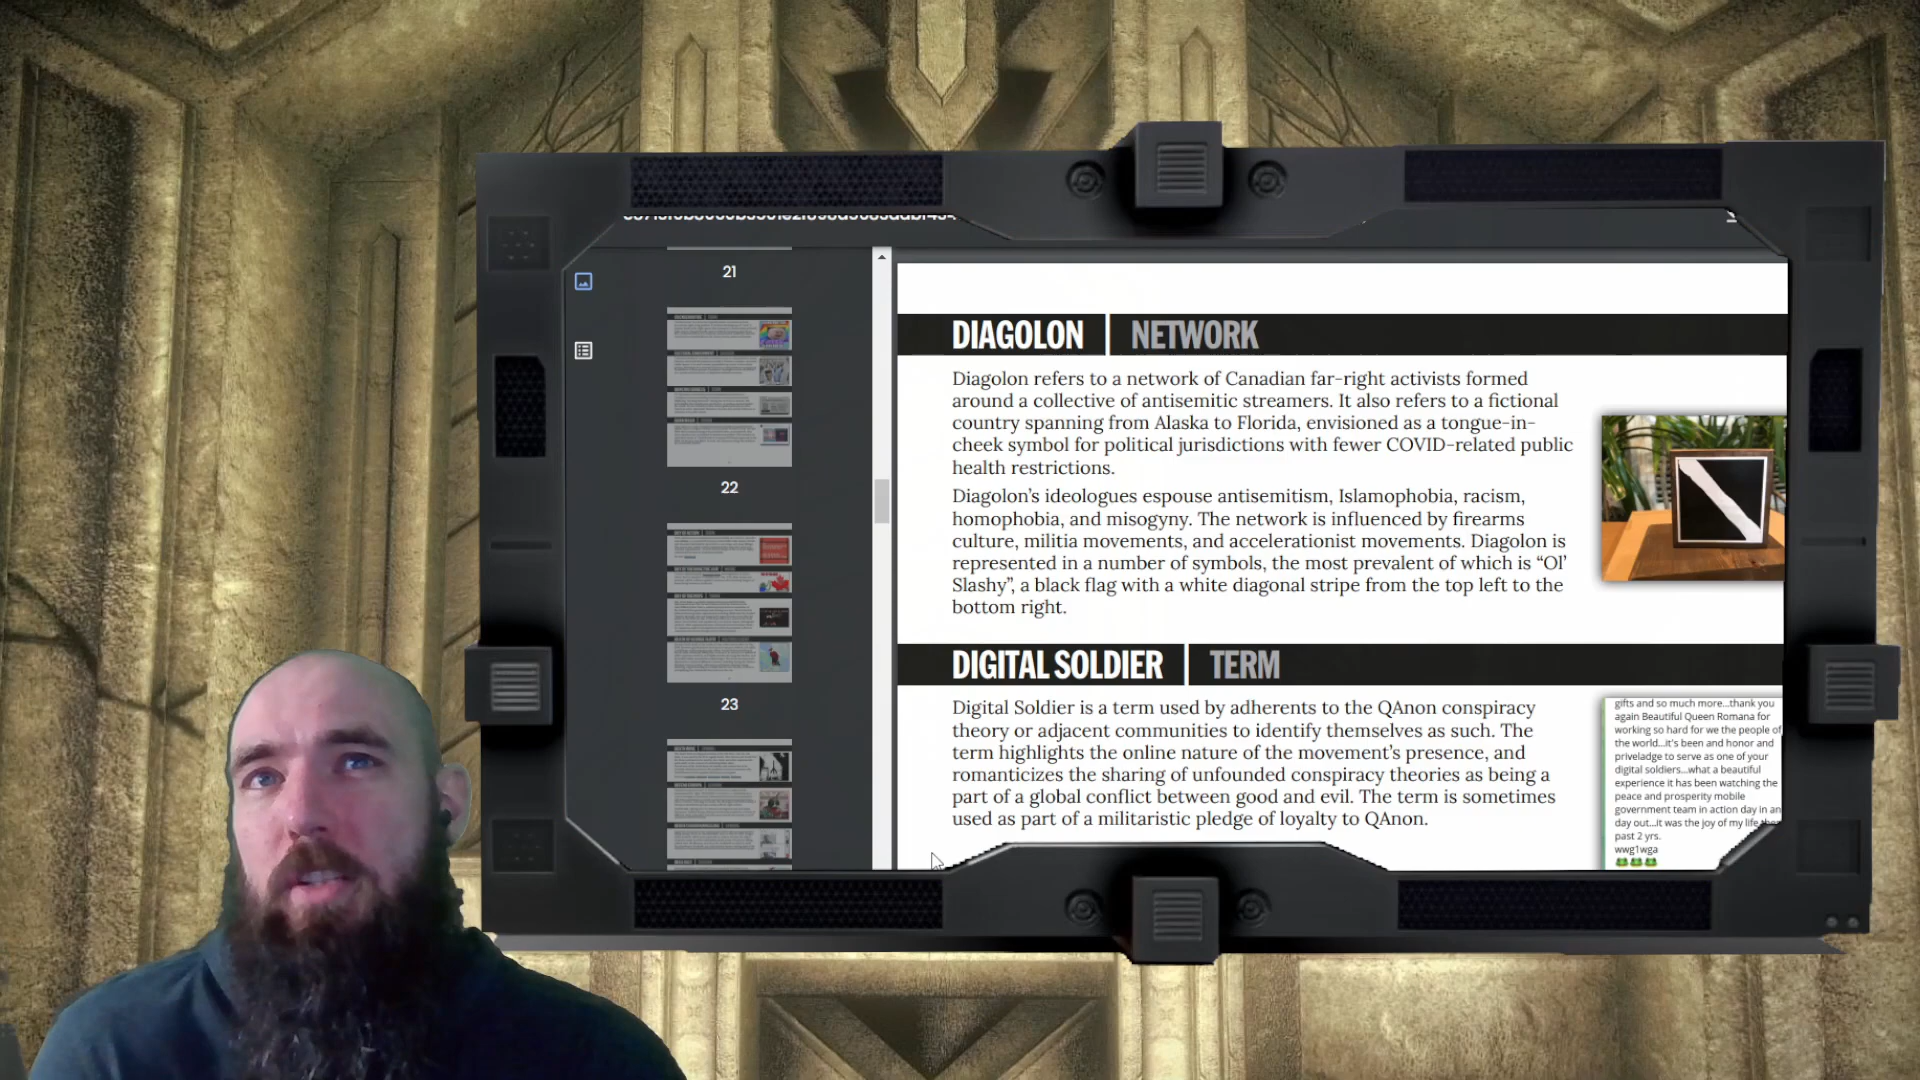 21
22
23
DIAGOLON | NETWORK
Diagolon refers to a network of Canadian far-right activists formed
around a collective of antisemitic streamers. It also refers to a fictional
country spanning from Alaska to Florida, envisioned as a tongue-in-
cheek symbol for political jurisdictions with fewer COVID-related public
health restrictions.
Diagolon's ideologues espouse antisemitism, Islamophobia, racism,
homophobia, and misogyny. The network is influenced by firearms
culture, militia movements, and accelerationist movements. Diagolon is
represented in a number of symbols, the most prevalent of which is “Ol’
Slashy”, a black flag with a white diagonal stripe from the top left to the
bottom right.
DIGITAL SOLDIER | TERM
Digital Soldier is a term used by adherents to the QAnon conspiracy
theory or adjacent communities to identify themselves as such. The
term highlights the online nature of the movement's presence, and
romanticizes the sharing of unfounded conspiracy theories as being a
part of a global conflict between good and evil. The term is sometimes
used as part of a militaristic pledge of loyalty to QAnon.
gifts and so much more...thank you
again Beautiful Queen Romana for
working so hard for we the people of
the world...it's been and honor and
priveladge to serve as one of your
digital soldiers...what a beautiful
experience it has been watching the
peace and prosperity mobile
government team in action day in an
day out...it was the joy of my life
past 2 yrs.
wwg1wga